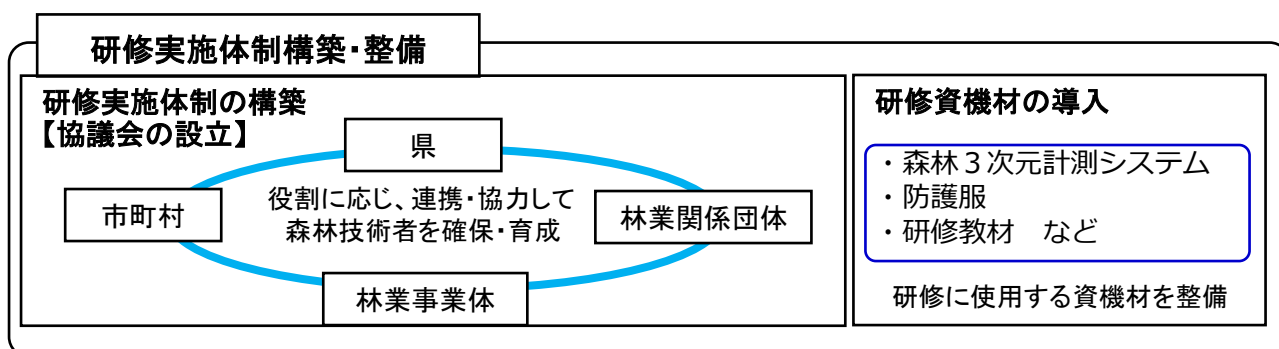 研修実施体制構築・整備
研修実施体制の構築
【協議会の設立】
県
市町村
役割に応じ、連携・協力して
森林技術者を確保・育成
林業関係団体
林業事業体
研修資機材の導入
・森林３次元計測システム
・防護服
・研修教材　など
研修に使用する資機材を整備